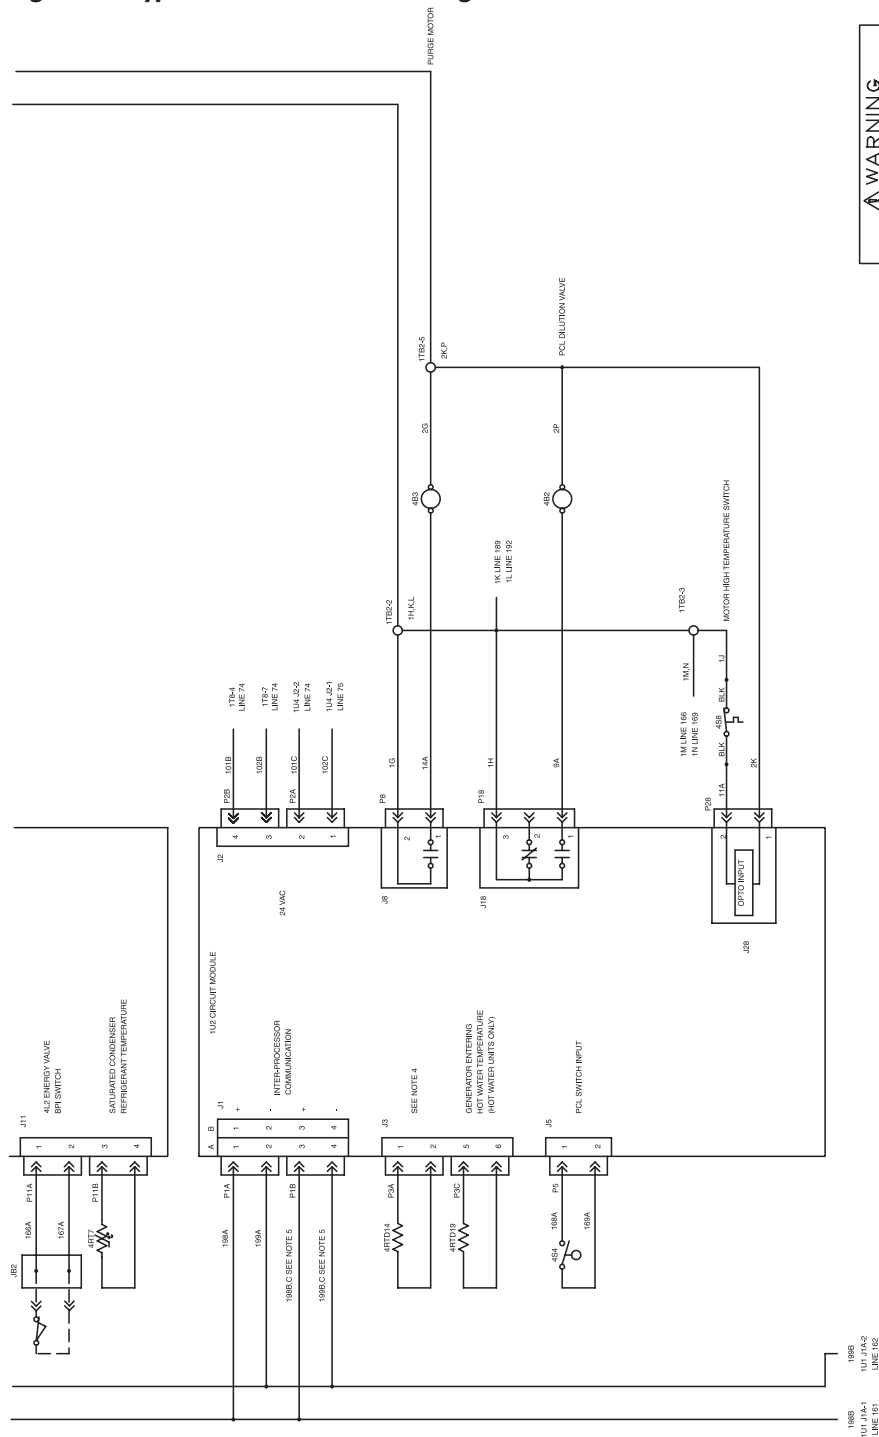 PURGE MOTOR
WARNING
PCL DILUTION VALVE
1TB2-5
2K,P
2G
2P
4B3
4B2
1K LINE 189
1L LINE 192
MOTOR HIGH TEMPERATURE SWITCH
1TB2-2
1H,K,L
1TB2-3
1M,N
1M LINE 166
1N LINE 169
1J
BLK
4S8
BLK
11A
2K
1T8-4
LINE 74
1T8-7
LINE 74
1U4 J2-2
LINE 74
1U4 J2-1
LINE 75
101B
102B
101C
102C
1G
14A
1H
9A
P2B
P2A
P8
P18
P28
4
3
2
1
2
1
3
2
1
2
1
J2
24 VAC
J8
J18
OPTO INPUT
J28
1U2 CIRCUIT MODULE
J11
4L2 ENERGY VALVE
BPI SWITCH
SATURATED CONDENSER
REFRIGERANT TEMPERATURE
J1
+
-
+
-
INTER-PROCESSOR
COMMUNICATION
J3
SEE NOTE 4
GENERATOR ENTERING
HOT WATER TEMPERATURE
(HOT WATER UNITS ONLY)
J5
PCL SWITCH INPUT
B
1
2
3
4
A
1
2
3
4
1
2
3
4
1
2
5
6
1
2
P11A
P11B
P1A
P1B
P3A
P3C
P5
166A
167A
4RT7
198A
199A
198B,C SEE NOTE 5
199B,C SEE NOTE 5
4RTD14
4RTD19
168A
169A
4S4
JB2
199B
1U1 J1A-2
LINE 162
198B
1U1 J1A-1
LINE 161